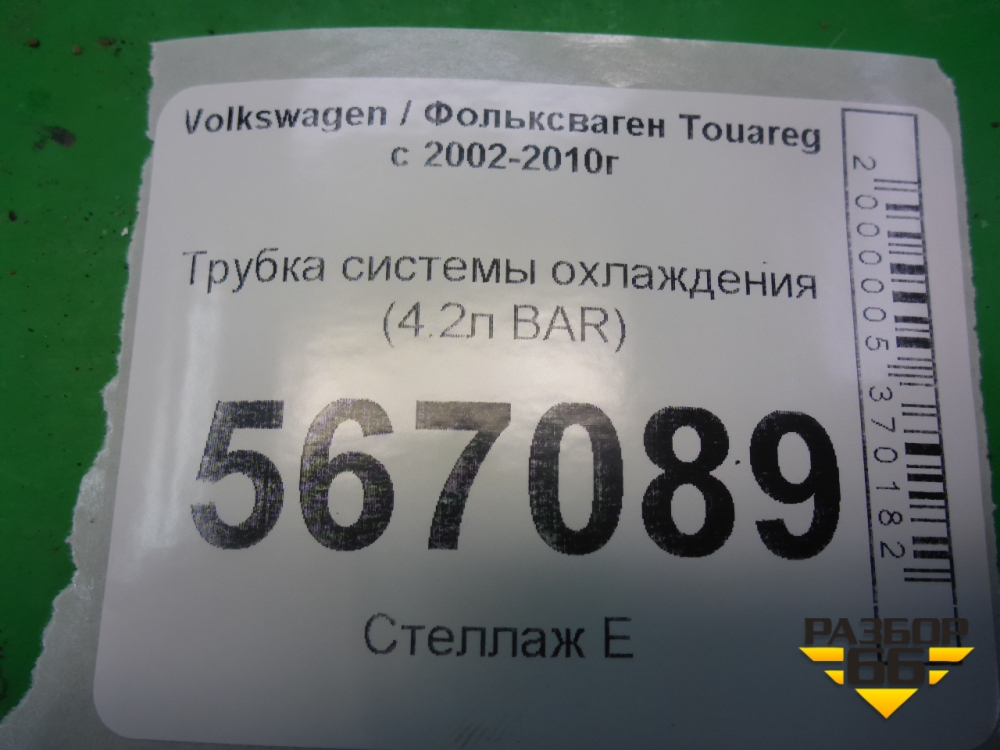 Volkswagen / Фольксваген Touareg
с 2002-2010г
Трубка системы охлаждения
(4.2л BAR)
567089
Стеллаж Е
2000005370182
РАЗБОР
66